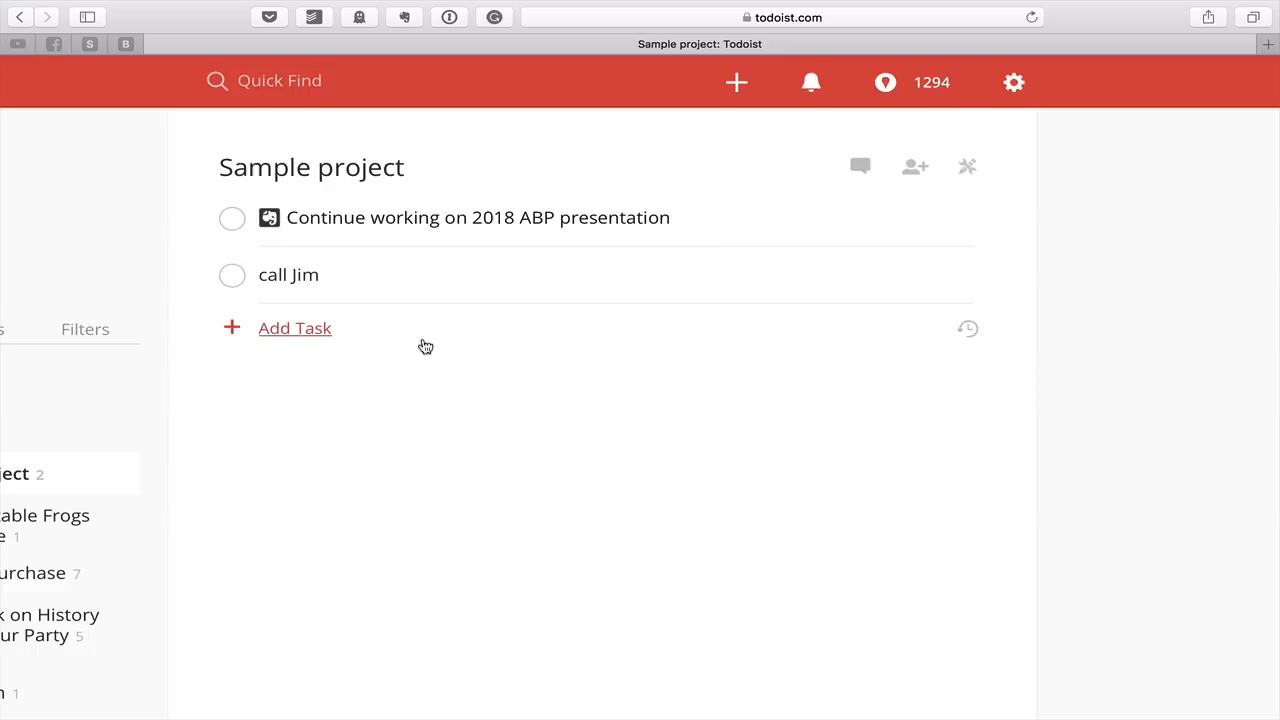 todoist.com
S
B
Sample project: Todoist
Quick Find
1294
Sample project
Continue working on 2018 ABP presentation
call Jim
Add Task
Filters
ject 2
table Frogs
e 1
urchase 7
k on History
ur Party 5
n 1